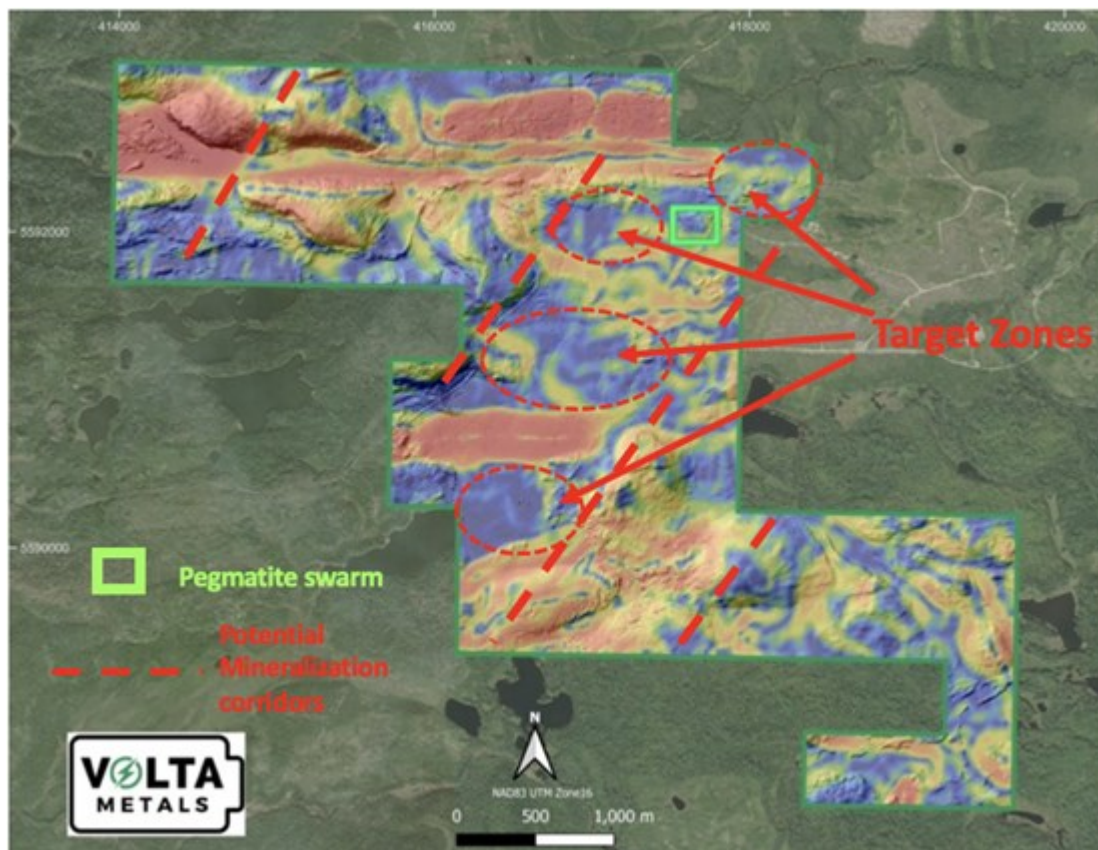 414000
416000
418000
420000
5592000
Target Zones
5590000
Pegmatite swarm
Potential
Mineralization
corridors
VOLTA
METALS
N
NAD83 UTM Zone16
0 500 1,000 m